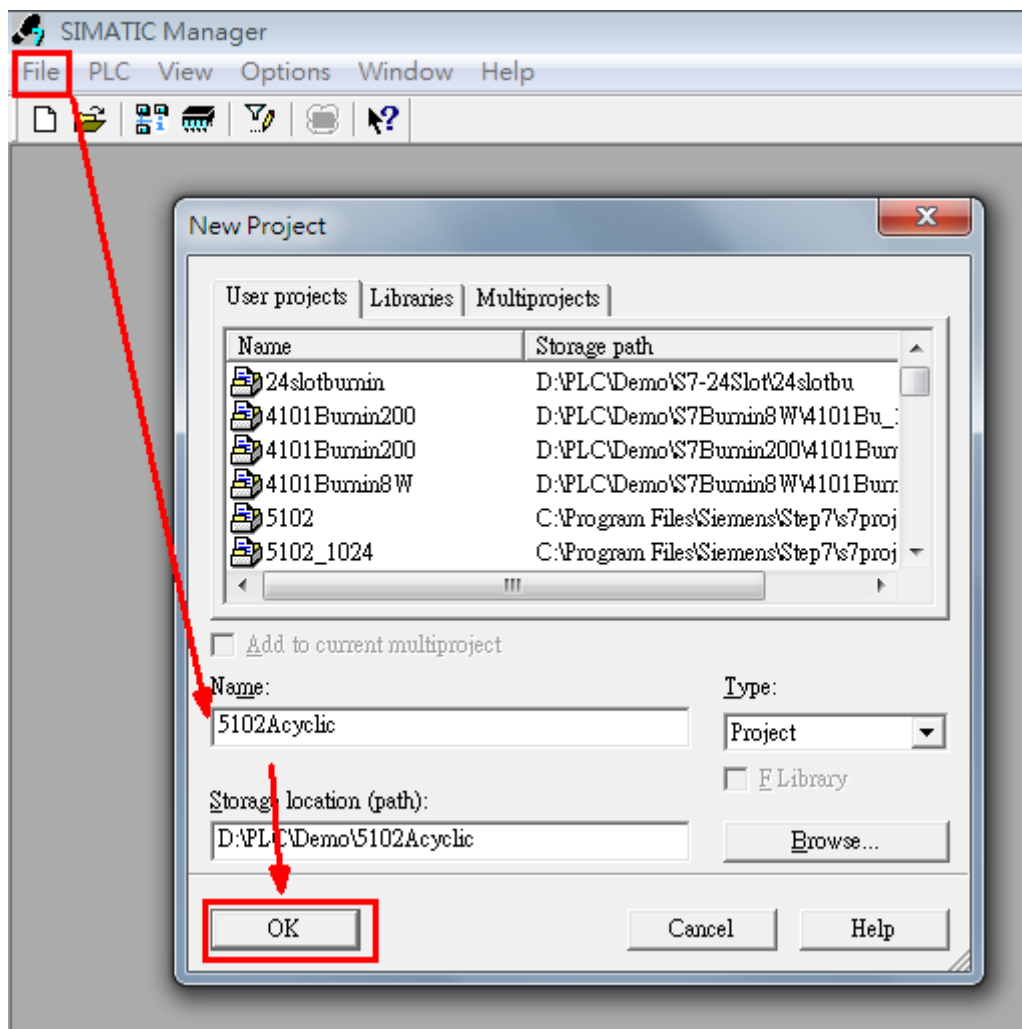 SIMATIC Manager
File PLC View Options Window Help
New Project
User projects Libraries Multiprojects
Name Storage path
24slotburnin D:\PLC\Demo\S7-24Slot\24slotbu
4101Burnin200 D:\PLC\Demo\S7Burnin8W\4101Bu_
4101Burnin200 D:\PLC\Demo\S7Burnin200\4101Bur
4101Burnin8W D:\PLC\Demo\S7Burnin8W\4101Burn
5102 C:\Program Files\Siemens\Step7\s7proj
5102_1024 C:\Program Files\Siemens\Step7\s7proj
Add to current multiproject
Name: Type:
5102Acyclic Project
F Library
Storage location (path):
D:\PLC\Demo\5102Acyclic Browse...
OK Cancel Help